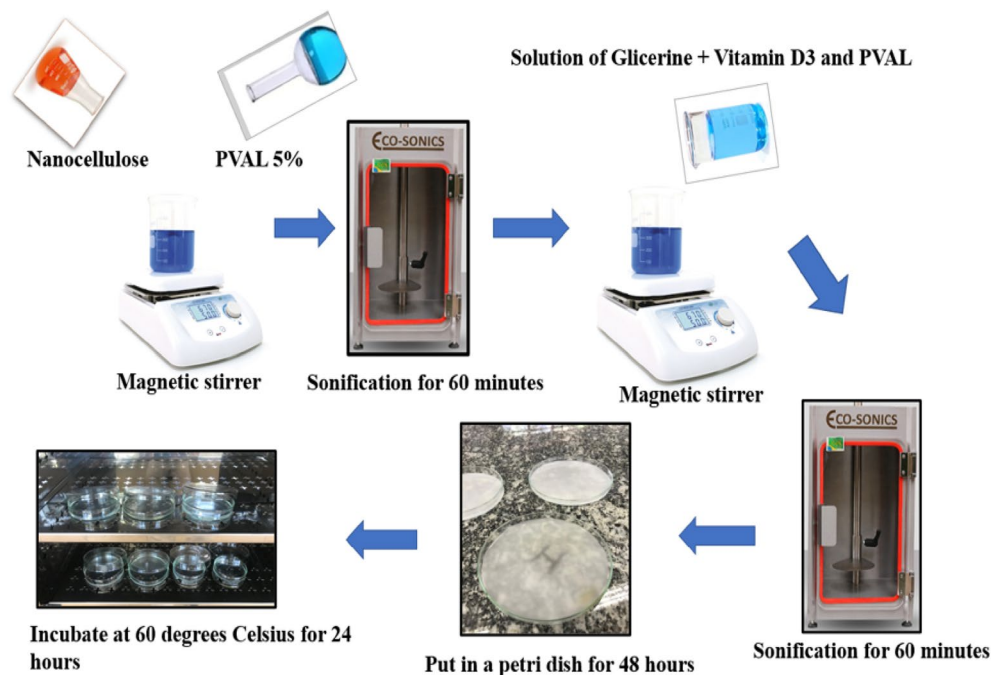 Solution of Glicerine + Vitamin D3 and PVAL
Nanocellulose
PVAL 5%
ECO-SONICS
Magnetic stirrer
Sonification for 60 minutes
Magnetic stirrer
ECO-SONICS
Incubate at 60 degrees Celsius for 24
hours
Put in a petri dish for 48 hours
Sonification for 60 minutes